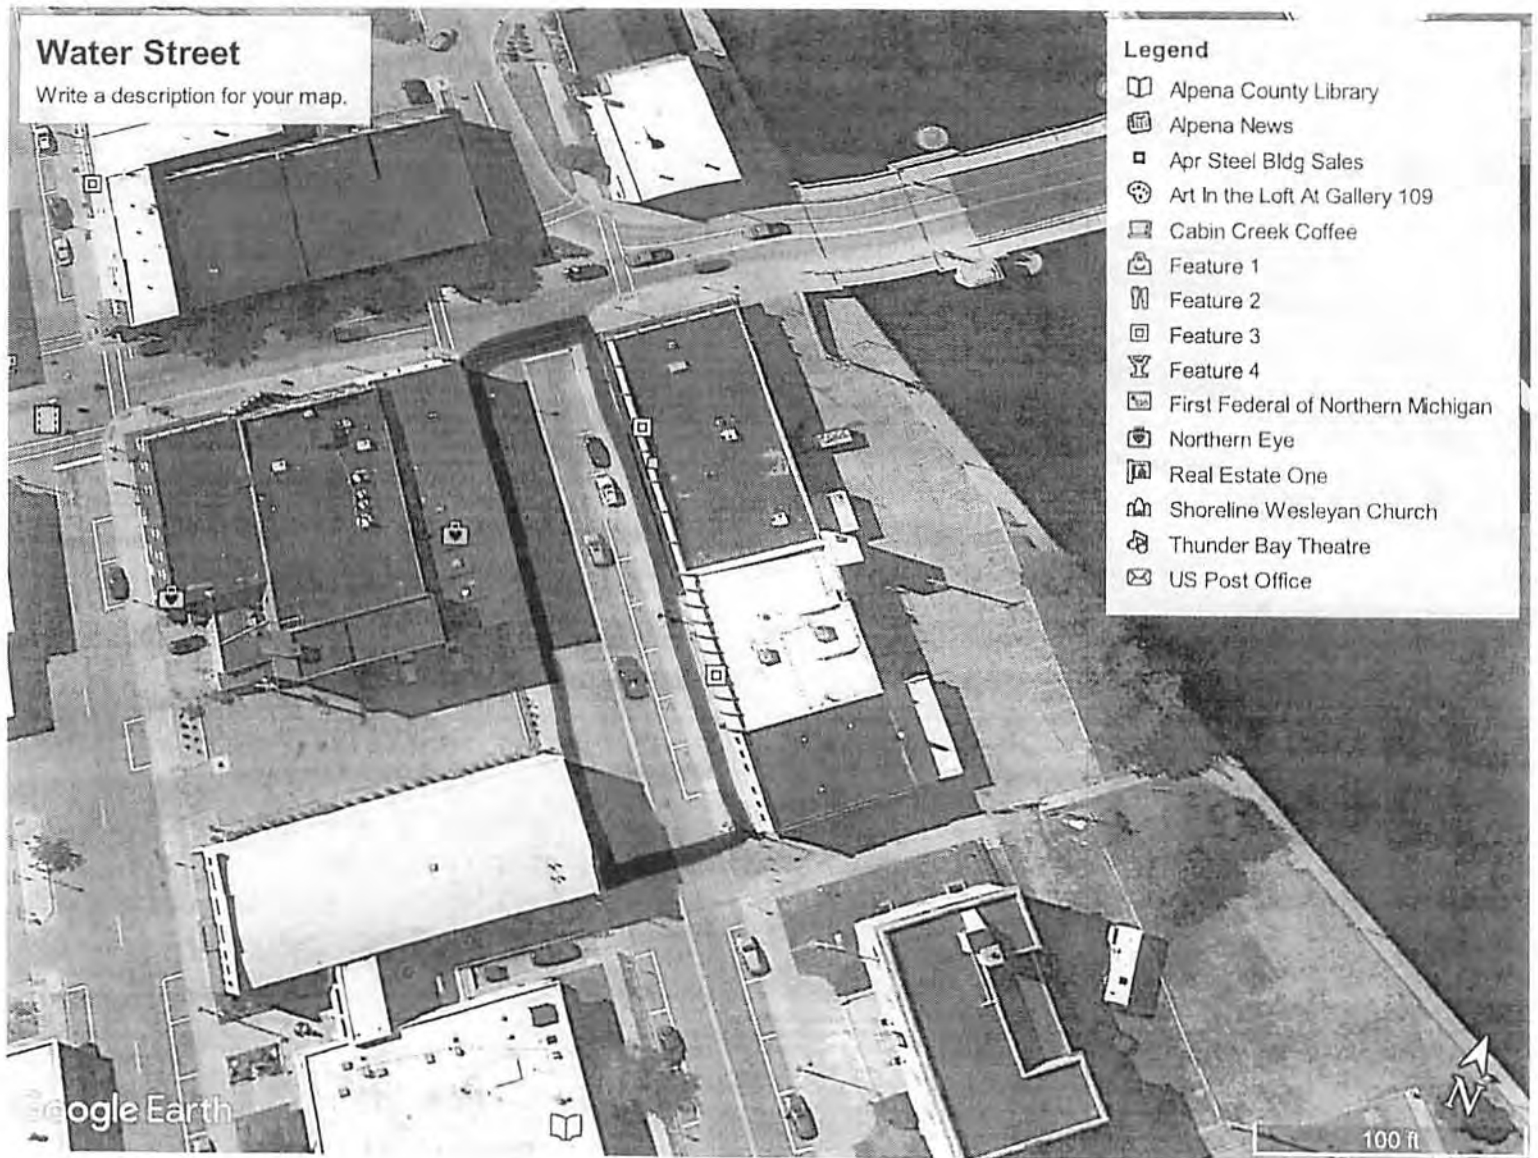 Water Street
Write a description for your map.
Legend
Alpena County Library
Alpena News
Apr Steel Bldg Sales
Art In the Loft At Gallery 109
Cabin Creek Coffee
Feature 1
Feature 2
Feature 3
Feature 4
First Federal of Northern Michigan
Northern Eye
Real Estate One
Shoreline Wesleyan Church
Thunder Bay Theatre
US Post Office
Google Earth
N
100 ft